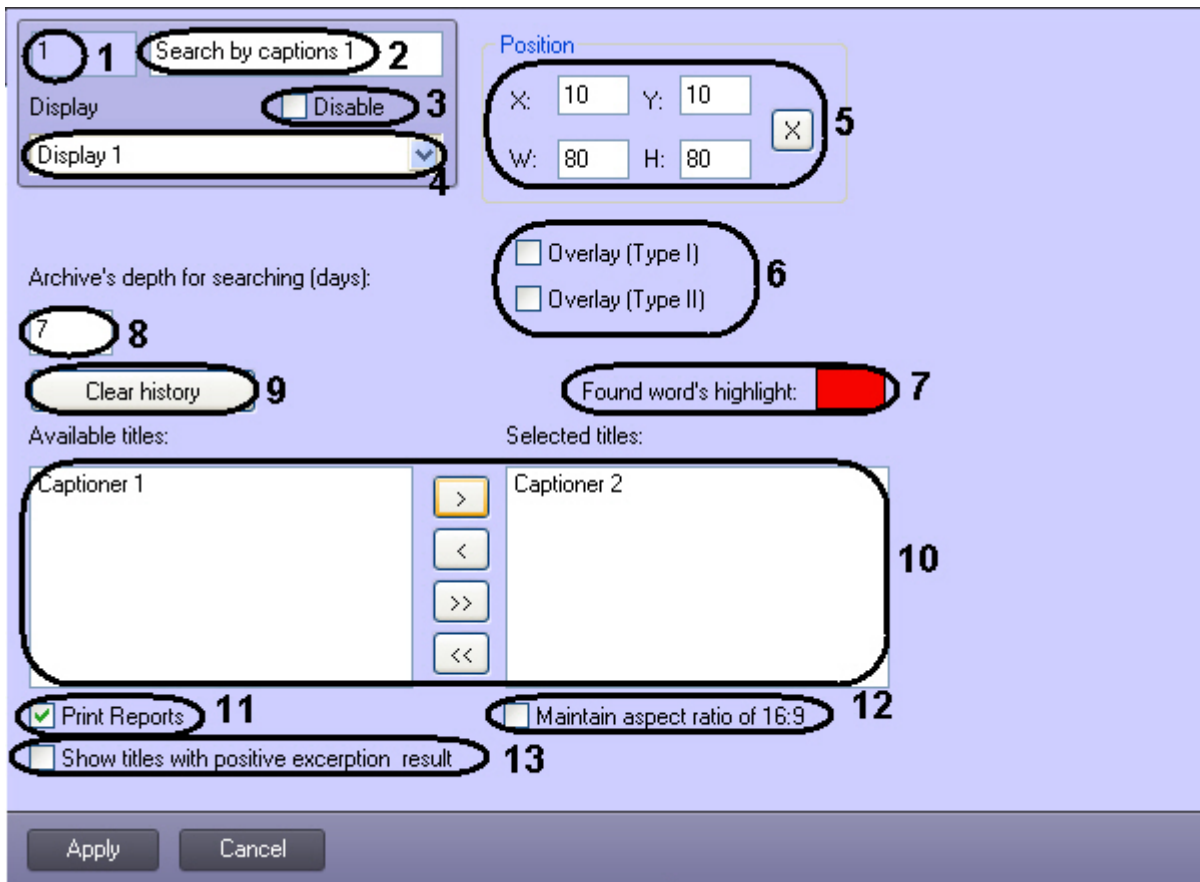 1 1 Search by captions 1 2
Display Disable 3
Display 1 4
Position
X: 10 Y: 10
X 5
W: 80 H: 80
Overlay (Type I)
Overlay (Type II)
6
Archive's depth for searching (days):
7 8
Clear history 9
Found word's highlight: 7
Available titles: Selected titles:
Captioner 1 > Captioner 2
<
>>
<<
10
Print Reports 11 Maintain aspect ratio of 16:9 12
Show titles with positive excerption result 13
Apply Cancel